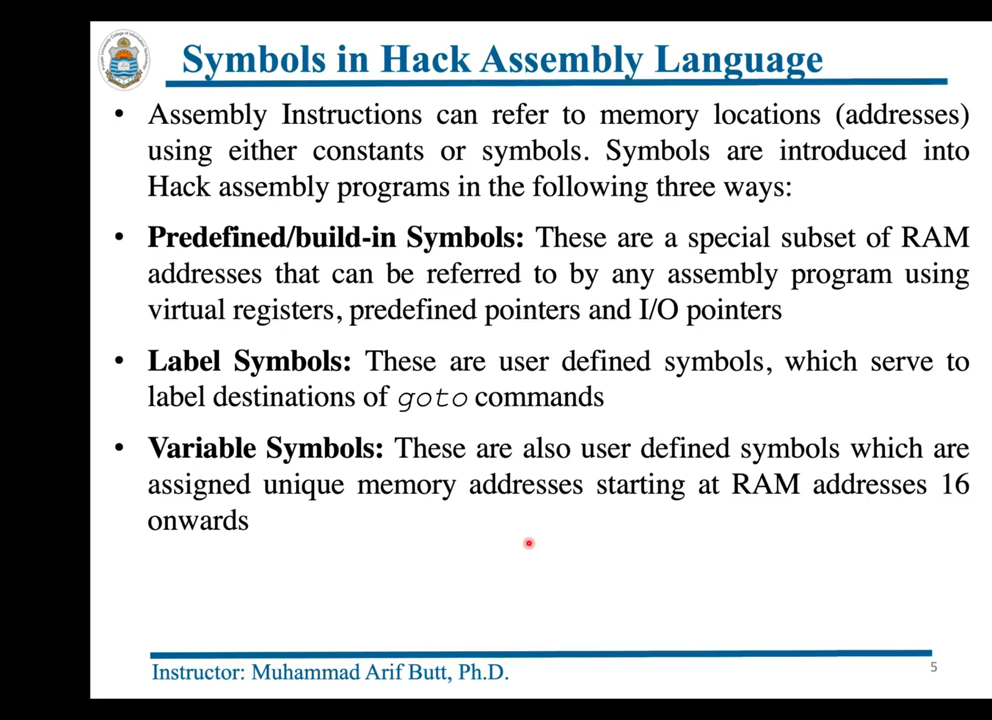 Symbols in Hack Assembly Language
• Assembly Instructions can refer to memory locations (addresses)
using either constants or symbols. Symbols are introduced into
Hack assembly programs in the following three ways:
• Predefined/build-in Symbols: These are a special subset of RAM
addresses that can be referred to by any assembly program using
virtual registers, predefined pointers and I/O pointers
• Label Symbols: These are user defined symbols, which serve to
label destinations of goto commands
• Variable Symbols: These are also user defined symbols which are
assigned unique memory addresses starting at RAM addresses 16
onwards
Instructor: Muhammad Arif Butt, Ph.D.
5